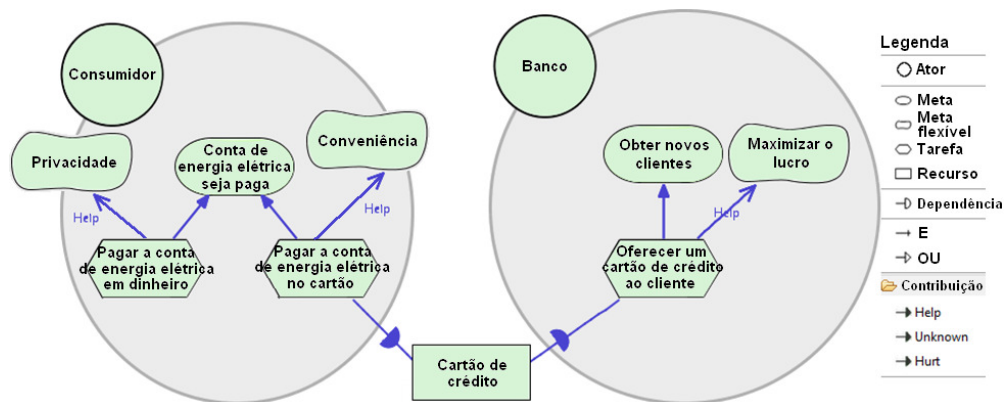 Consumidor
Privacidade
Conta de
energia elétrica
seja paga
Conveniência
Help
Help
Pagar a conta
de energia elétrica
em dinheiro
Pagar a conta
de energia elétrica
no cartão
Banco
Obter novos
clientes
Maximizar o
lucro
Help
Oferecer um
cartão de crédito
ao cliente
Cartão de
crédito
Legenda
Ator
Meta
Meta
flexível
Tarefa
Recurso
Dependência
E
OU
Contribuição
Help
Unknown
Hurt